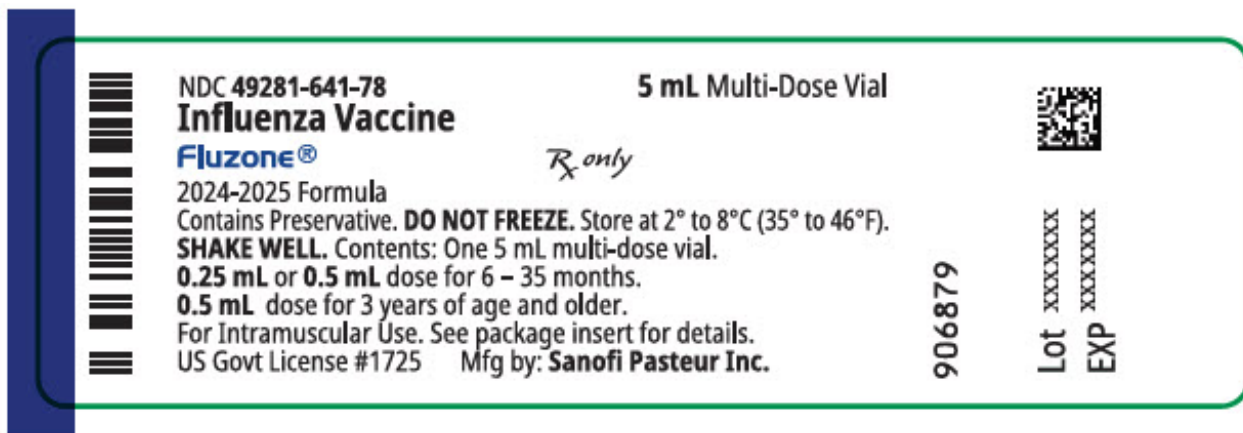 NDC 49281-641-78 5 mL Multi-Dose Vial
Influenza Vaccine
Fluzone® Rx only
2024-2025 Formula
Contains Preservative. DO NOT FREEZE. Store at 2° to 8°C (35° to 46°F).
SHAKE WELL. Contents: One 5 mL multi-dose vial.
0.25 mL or 0.5 mL dose for 6 – 35 months.
0.5 mL dose for 3 years of age and older.
For Intramuscular Use. See package insert for details.
US Govt License #1725 Mfg by: Sanofi Pasteur Inc.
906879
Lot XXXXXXXX
EXP XXXXXXXX